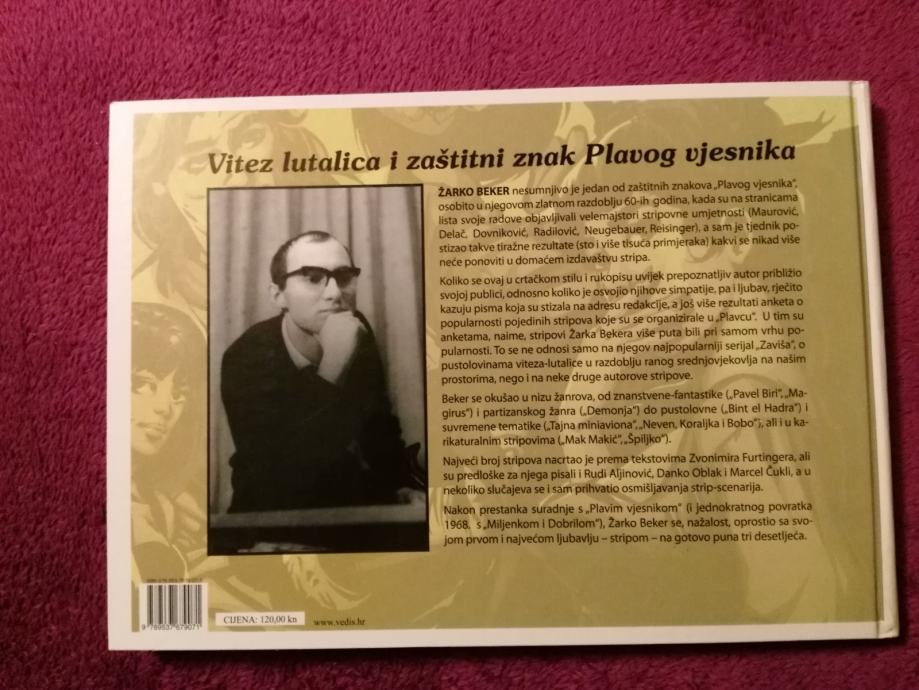 Vitez lutalica i zaštitni znak Plavog vjesnika
ŽARKO BEKER nesumnjivo je jedan od zaštitnih znakova „Plavog vjesnika“,
osobito u njegovom zlatnom razdoblju 60-ih godina, kada su na stranicama
lista svoje radove objavljivali velemajstori stripovne umjetnosti (Maurović,
Delač, Dovniković, Radilović, Neugebauer, Reisinger), a sam je tjednik po-
stizao takve tiražne rezultate (sto i više tisuća primjeraka) kakvi se nikad više
neće ponoviti u domaćem izdavaštvu stripa.
Koliko se ovaj u crtačkom stilu i rukopisu uvijek prepoznatljiv autor približio
svojoj publici, odnosno koliko je osvojio njihove simpatije, pa i ljubav, rječito
kazuju pisma koja su stizala na adresu redakcije, a još više rezultati anketa o
popularnosti pojedinih stripova koje su se organizirale u „Plavcu“. U tim su
anketama, naime, stripovi Žarka Bekera više puta bili pri samom vrhu po-
pularnosti. To se ne odnosi samo na njegov najpopularniji serijal „Zaviša“, o
pustolovinama viteza-lutalice u razdoblju ranog srednjovjekovlja na našim
prostorima, nego i na neke druge autorove stripove.
Beker se okušao u nizu žanrova, od znanstvene-fantastike („Pavel Biri“, „Ma-
girus“) i partizanskog žanra („Demonja“) do pustolovne („Bint el Hadra“) i
suvremene tematike („Tajna miniaviona“, „Neven, Koraljka i Bobo“), ali i u ka-
rikaturalnim stripovima („Mak Makić“, „Špiljko“).
Najveći broj stripova nacrtao je prema tekstovima Zvonimira Furtingera, ali
su predloške za njega pisali i Rudi Aljinović, Danko Oblak i Marcel Čukli, a u
nekoliko slučajeva se i sam prihvatio osmišljavanja strip-scenarija.
Nakon prestanka suradnje s „Plavim vjesnikom“ (i jednokratnog povratka
1968. s „Miljenkom i Dobrilom“), Žarko Beker se, nažalost, oprostio sa svo-
jom prvom i najvećom ljubavlju – stripom – na gotovo puna tri desetljeća.
9 789537 679071
CIJENA: 120,00 kn
www.vedis.hr